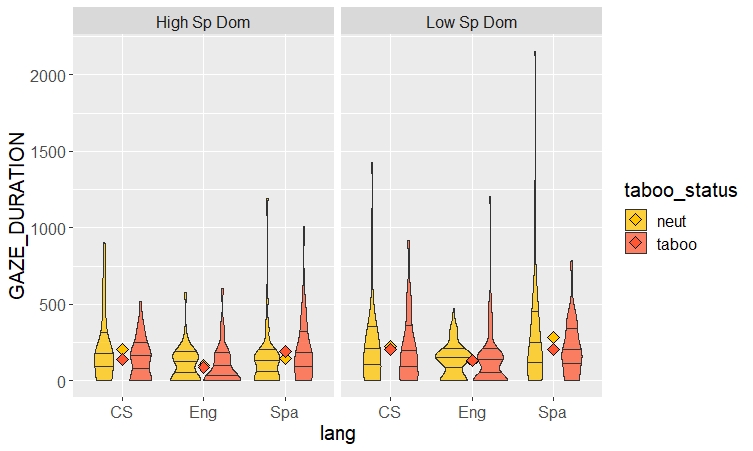 High Sp Dom
Low Sp Dom
GAZE_DURATION
2000
1500
1000
500
0
CS
Eng
Spa
CS
Eng
Spa
lang
taboo_status
neut
taboo